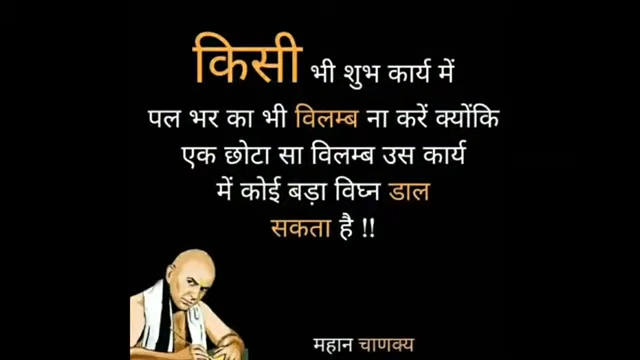 किसी भी शुभ कार्य में
पल भर का भी विलम्ब ना करें क्योंकि
एक छोटा सा विलम्ब उस कार्य
में कोई बड़ा विघ्न डाल
सकता है !!
महान चाणक्य